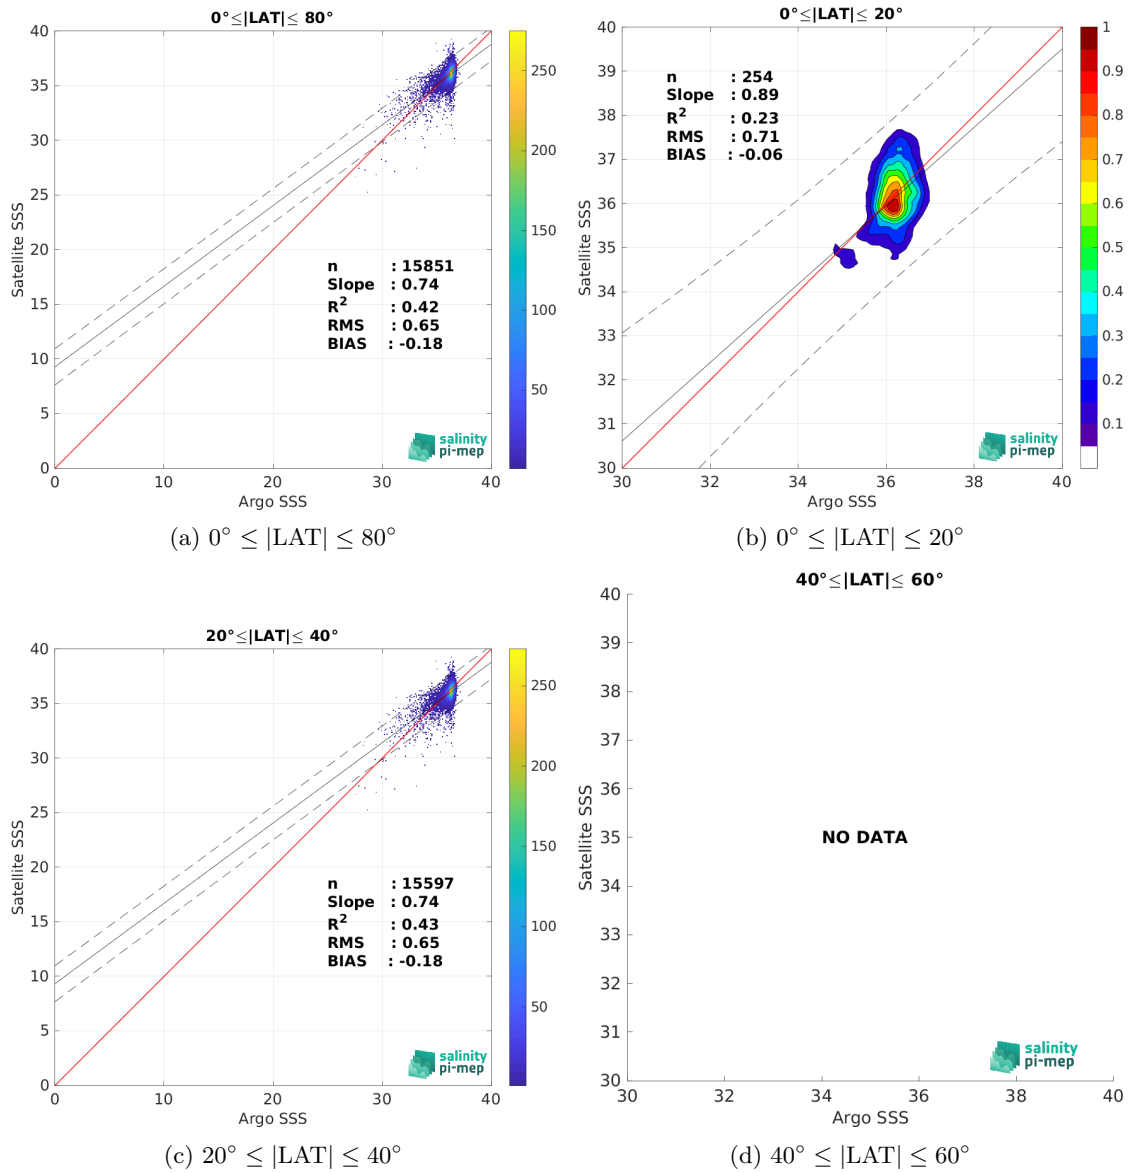 0°≤|LAT|≤ 80°
40
35
30
25
20
15
10
5
0
Satellite SSS
n : 15851
Slope : 0.74
R2 : 0.42
RMS : 0.65
BIAS : -0.18
salinity
pi-mep
0 10 20 30 40
Argo SSS
250
200
150
100
50
(a) 0° ≤ |LAT| ≤ 80°
0°≤|LAT|≤ 20°
40
39
38
37
36
35
34
33
32
31
30
Satellite SSS
n : 254
Slope : 0.89
R2 : 0.23
RMS : 0.71
BIAS : -0.06
salinity
pi-mep
30 32 34 36 38 40
Argo SSS
1
0.9
0.8
0.7
0.6
0.5
0.4
0.3
0.2
0.1
(b) 0° ≤ |LAT| ≤ 20°
20°≤|LAT|≤ 40°
40
35
30
25
20
15
10
5
0
Satellite SSS
n : 15597
Slope : 0.74
R2 : 0.43
RMS : 0.65
BIAS : -0.18
salinity
pi-mep
0 10 20 30 40
Argo SSS
250
200
150
100
50
(c) 20° ≤ |LAT| ≤ 40°
40°≤|LAT|≤ 60°
40
39
38
37
36
35
34
33
32
31
30
Satellite SSS
NO DATA
salinity
pi-mep
30 32 34 36 38 40
Argo SSS
(d) 40° ≤ |LAT| ≤ 60°